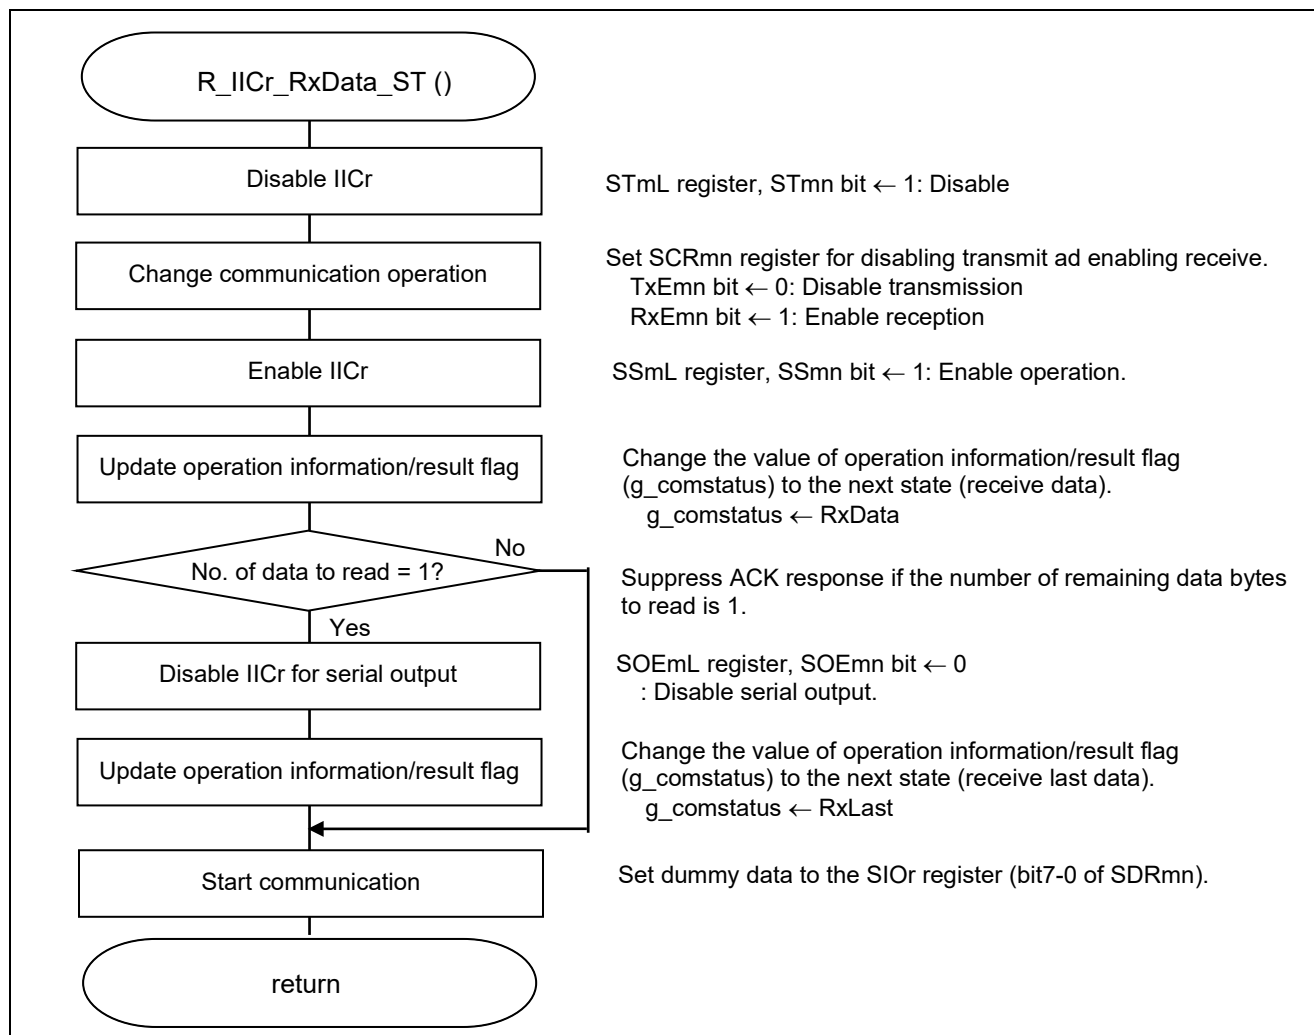 R_IICr_RxData_ST ()
Disable IICr
STmL register, STmn bit ← 1: Disable
Change communication operation
Set SCRmn register for disabling transmit ad enabling receive.
TxEmn bit ← 0: Disable transmission
RxEmn bit ← 1: Enable reception
Enable IICr
SSmL register, SSmn bit ← 1: Enable operation.
Update operation information/result flag
Change the value of operation information/result flag
(g_comstatus) to the next state (receive data).
g_comstatus ← RxData
No. of data to read = 1?
No
Yes
Suppress ACK response if the number of remaining data bytes
to read is 1.
Disable IICr for serial output
SOEmL register, SOEmn bit ← 0
: Disable serial output.
Update operation information/result flag
Change the value of operation information/result flag
(g_comstatus) to the next state (receive last data).
g_comstatus ← RxLast
Start communication
Set dummy data to the SIOr register (bit7-0 of SDRmn).
return